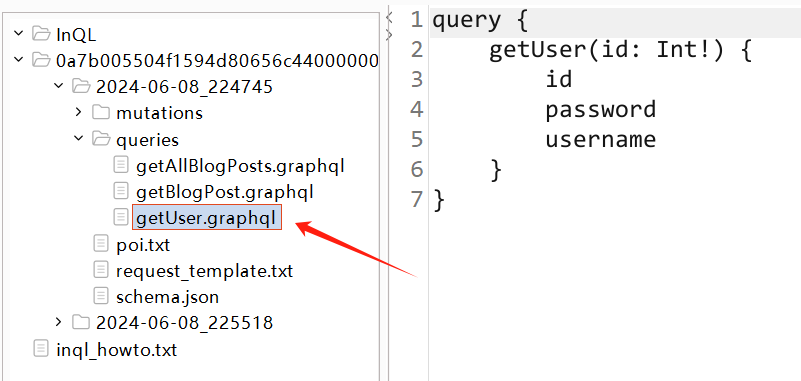 InQL
0a7b005504f1594d80656c44000000
2024-06-08_224745
mutations
queries
getAllBlogPosts.graphql
getBlogPost.graphql
getUser.graphql
poi.txt
request_template.txt
schema.json
2024-06-08_225518
inql_howto.txt
1 query {
2 getUser(id: Int!) {
3 id
4 password
5 username
6 }
7 }